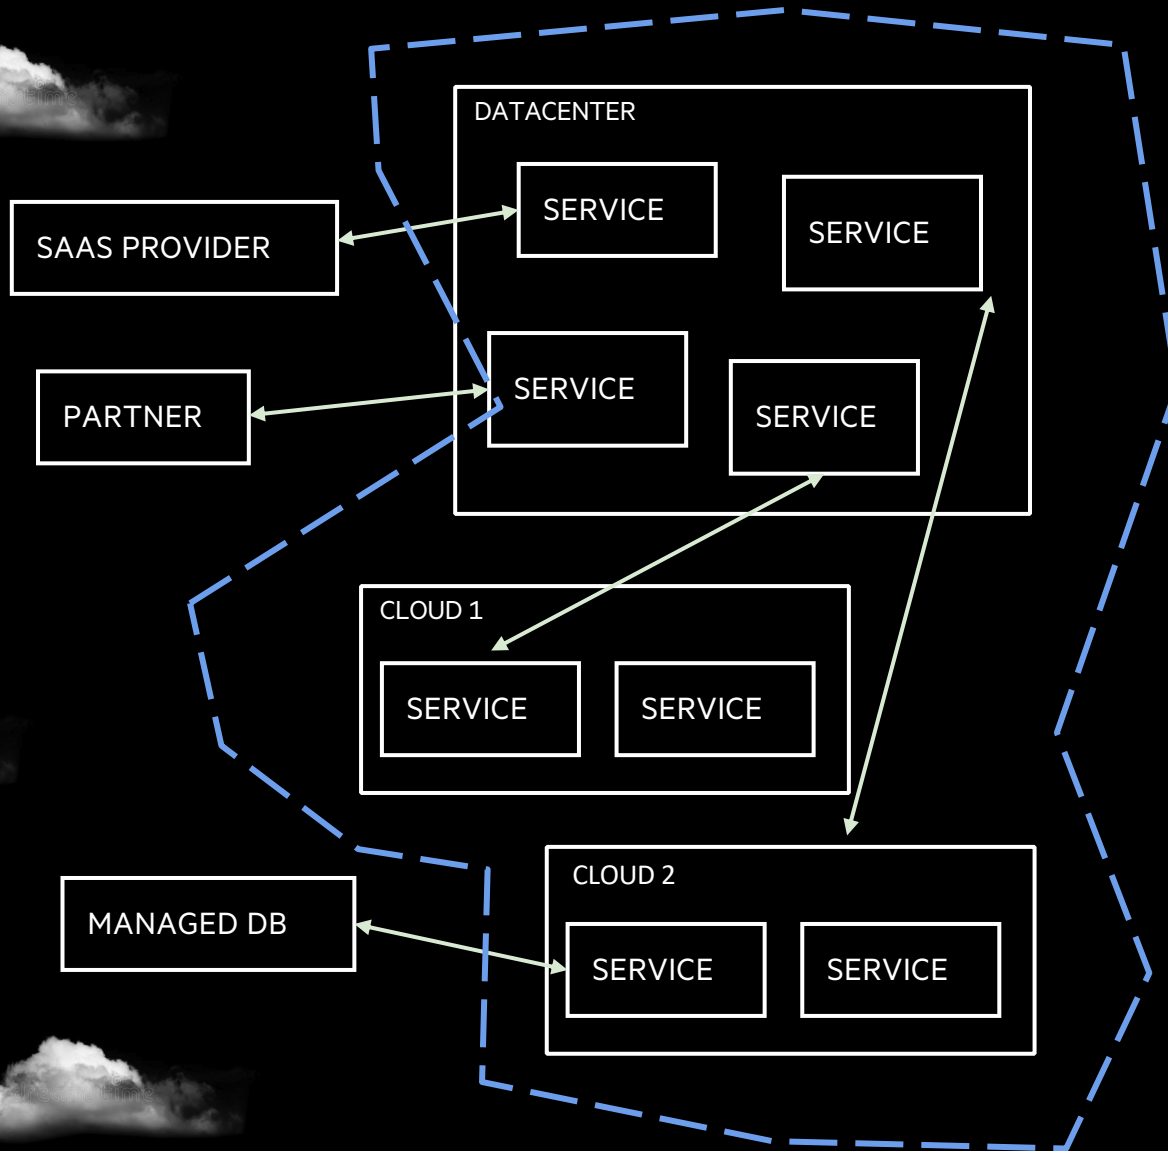 DATACENTER
SERVICE
SERVICE
SAAS PROVIDER
SERVICE
PARTNER
SERVICE
CLOUD 1
SERVICE
SERVICE
CLOUD 2
MANAGED DB
SERVICE
SERVICE